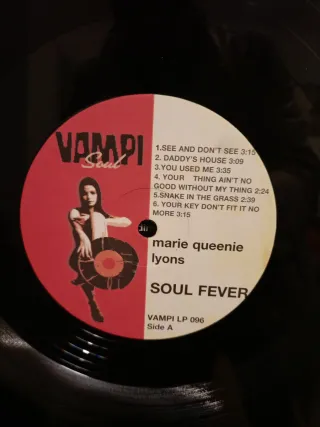 VAMPI
Soul
1.SEE AND DON'T SEE 3:15
2. DADDY'S HOUSE 3:09
3.YOU USED ME 3:35
4. YOUR THING AIN'T NO
GOOD WITHOUT MY THING 2:24
5.SNAKE IN THE GRASS 2:39
6. YOUR KEY DON'T FIT IT NO
MORE 3:15
marie queenie
lyons
SOUL FEVER
VAMPI LP 096
Side A